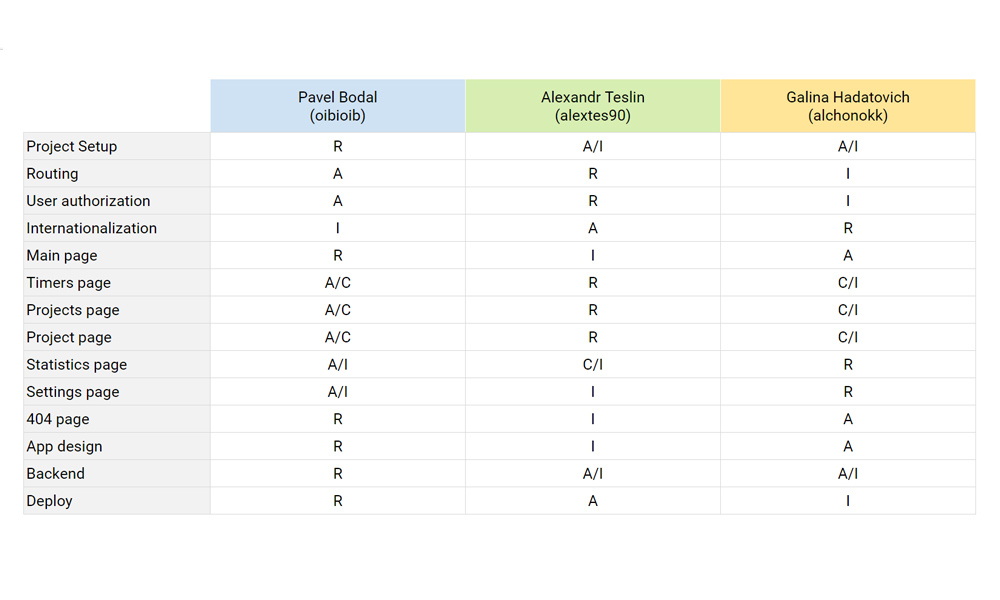 Pavel Bodal Alexandr Teslin Galina Hadatovich
(oibioib) (alextes90) (alchonokk)
Project Setup R A/I A/I
Routing A R I
User authorization A R I
Internationalization I A R
Main page R I A
Timers page A/C R C/I
Projects page A/C R C/I
Project page A/C R C/I
Statistics page A/I C/I R
Settings page A/I I R
404 page R I A
App design R I A
Backend R A/I A/I
Deploy R A I